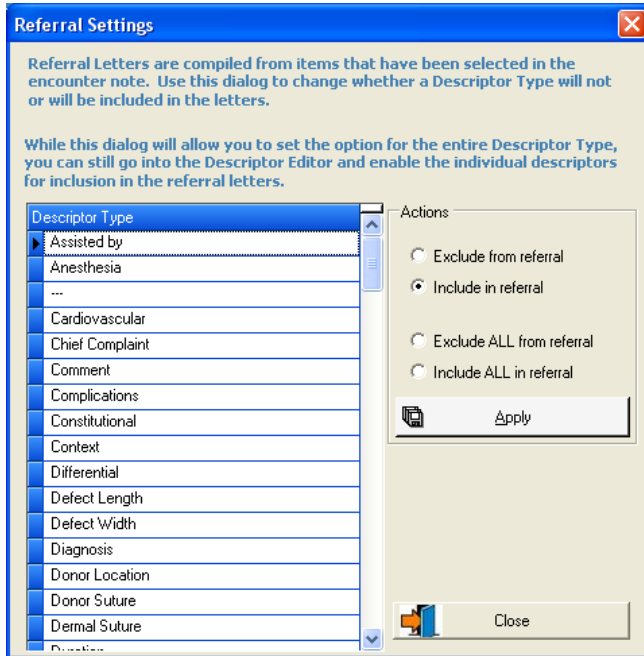 Referral Settings
Referral Letters are compiled from items that have been selected in the
encounter note.  Use this dialog to change whether a Descriptor Type will not
or will be included in the letters.
While this dialog will allow you to set the option for the entire Descriptor Type,
you can still go into the Descriptor Editor and enable the individual descriptors
for inclusion in the referral letters.
Descriptor Type
Assisted by
Anesthesia
---
Cardiovascular
Chief Complaint
Comment
Complications
Constitutional
Context
Differential
Defect Length
Defect Width
Diagnosis
Donor Location
Donor Suture
Dermal Suture
Actions
Exclude from referral
Include in referral
Exclude ALL from referral
Include ALL in referral
Apply
Close